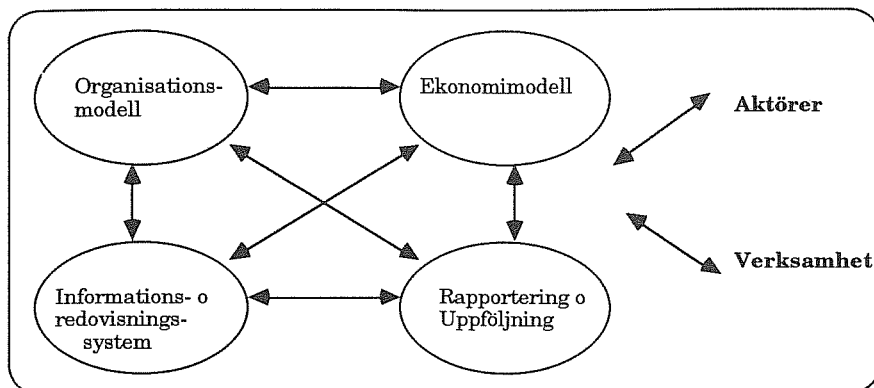 Organisations-
modell
Ekonomimodell
Aktörer
Informations- o
redovisnings-
system
Rapportering o
Uppföljning
Verksamhet